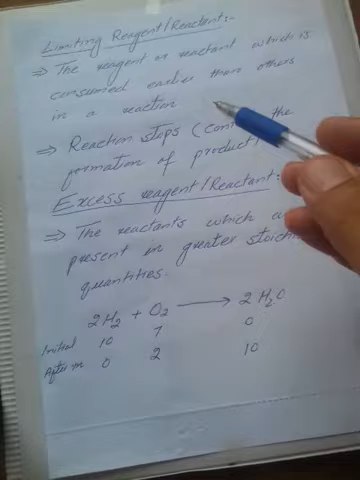 Limiting Reagent/Reactant:-
⇒ The reagent or reactant which is
consumed earlier than others
in a reaction
⇒ Reaction stops the
formation of product
Excess reagent/Reactant:-
⇒ The reactants which
present in greater
quantities.
2H₂ + O₂ ⟶ 2H₂O
Initial 10 7 0
After rxn 0 2 10